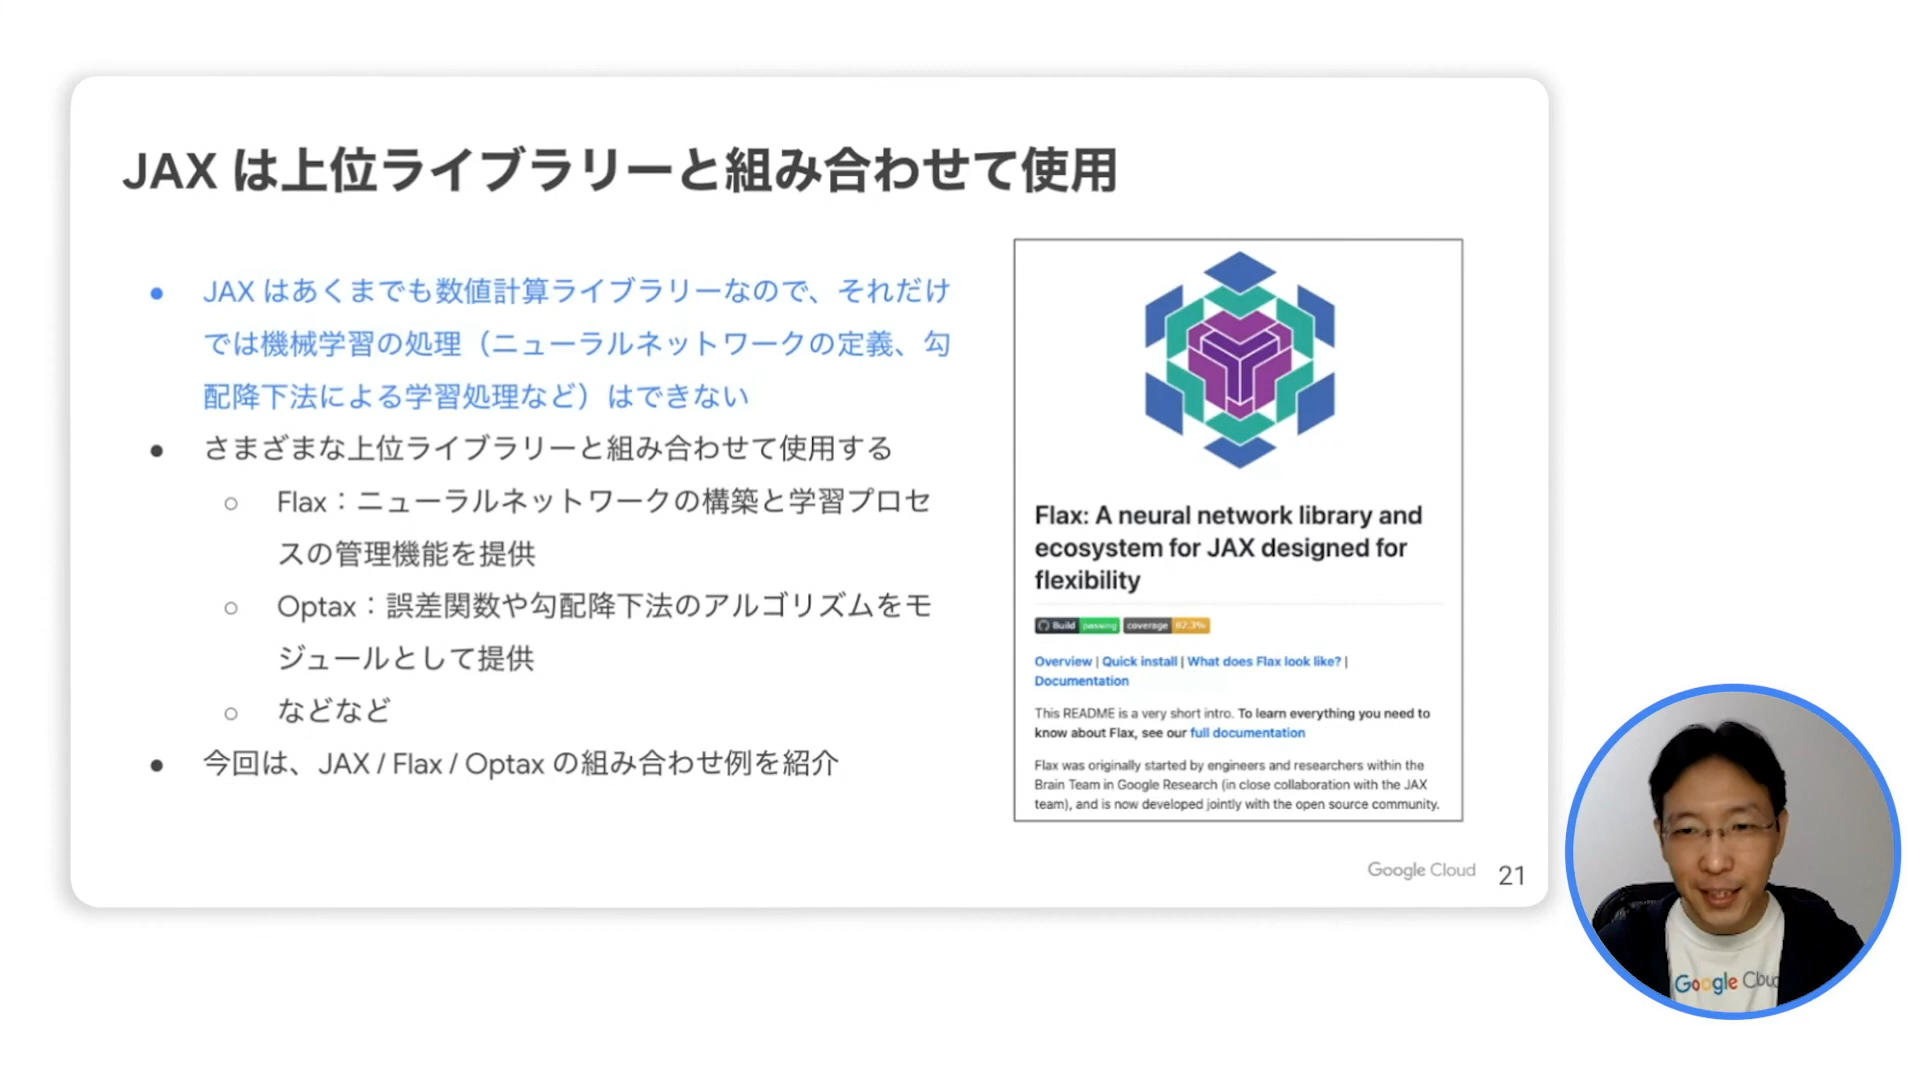 JAX は上位ライブラリーと組み合わせて使用
● JAX はあくまでも数値計算ライブラリーなので、それだけ
では機械学習の処理（ニューラルネットワークの定義、勾
配降下法による学習処理など）はできない
● さまざまな上位ライブラリーと組み合わせて使用する
○ Flax：ニューラルネットワークの構築と学習プロセ
スの管理機能を提供
○ Optax：誤差関数や勾配降下法のアルゴリズムをモ
ジュールとして提供
○ などなど
● 今回は、JAX / Flax / Optax の組み合わせ例を紹介
Flax: A neural network library and
ecosystem for JAX designed for
flexibility
Build passing coverage 82.3%
Overview | Quick install | What does Flax look like? |
Documentation
This README is a very short intro. To learn everything you need to
know about Flax, see our full documentation
Flax was originally started by engineers and researchers within the
Brain Team in Google Research (in close collaboration with the JAX
team), and is now developed jointly with the open source community.
Google Cloud 21
Google Cloud